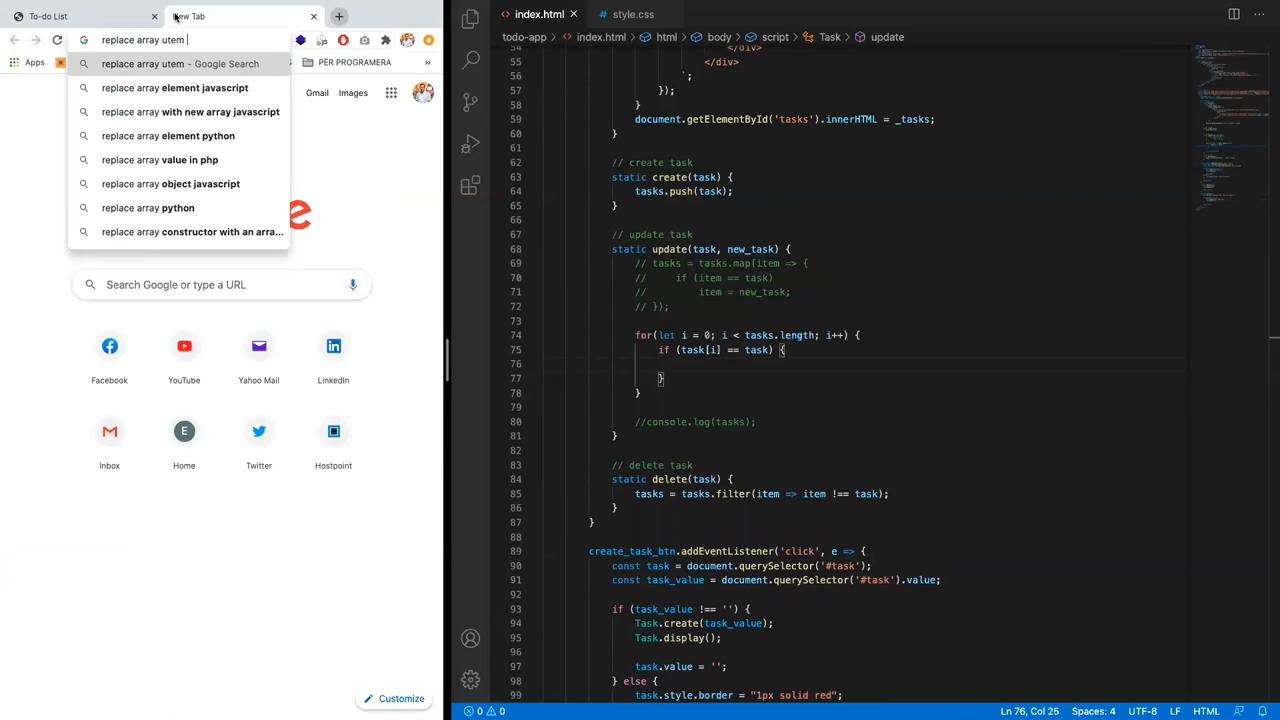 To-do List
New Tab
index.html
style.css
replace array utem
todo-app > index.html > html > body > script > Task > update
replace array utem - Google Search
Apps
PËR PROGRAMERA
replace array element javascript
Gmail
Images
replace array with new array javascript
replace array element python
replace array value in php
replace array object javascript
replace array python
replace array constructor with an arra...
Search Google or type a URL
Facebook
YouTube
Yahoo Mail
LinkedIn
E
Inbox
Home
Twitter
Hostpoint
Customize
54 </div>
55 </div>
56 `;
57 });
58 }
59 document.getElementById('tasks').innerHTML = _tasks;
60 }
61
62 // create task
63 static create(task) {
64 tasks.push(task);
65 }
66
67 // update task
68 static update(task, new_task) {
69 // tasks = tasks.map(item => {
70 // if (item == task)
71 // item = new_task;
72 // });
73
74 for(let i = 0; i < tasks.length; i++) {
75 if (task[i] == task) {
76
77 }
78 }
79
80 //console.log(tasks);
81 }
82
83 // delete task
84 static delete(task) {
85 tasks = tasks.filter(item => item !== task);
86 }
87 }
88
89 create_task_btn.addEventListener('click', e => {
90 const task = document.querySelector('#task');
91 const task_value = document.querySelector('#task').value;
92
93 if (task_value !== '') {
94 Task.create(task_value);
95 Task.display();
96
97 task.value = '';
98 } else {
99 task.style.border = "1px solid red";
0 0
Ln 76, Col 25
Spaces: 4
UTF-8
LF
HTML